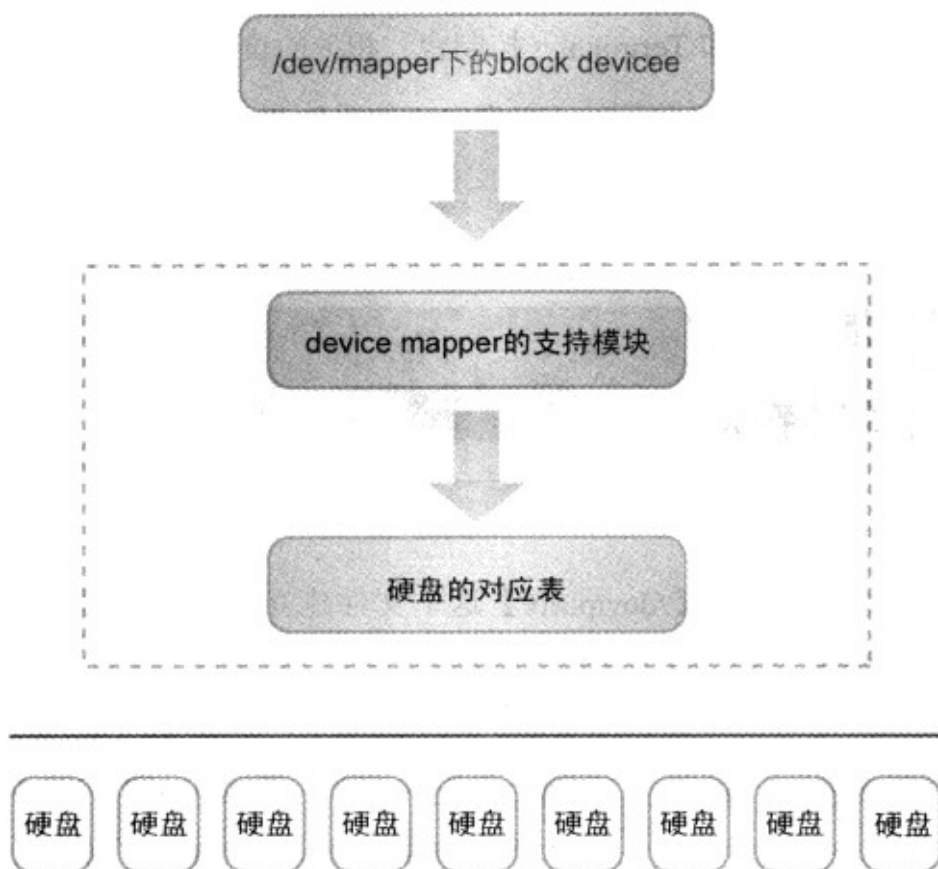 /dev/mapper下的block devicee
device mapper的支持模块
硬盘的对应表
硬盘 硬盘 硬盘 硬盘 硬盘 硬盘 硬盘 硬盘 硬盘